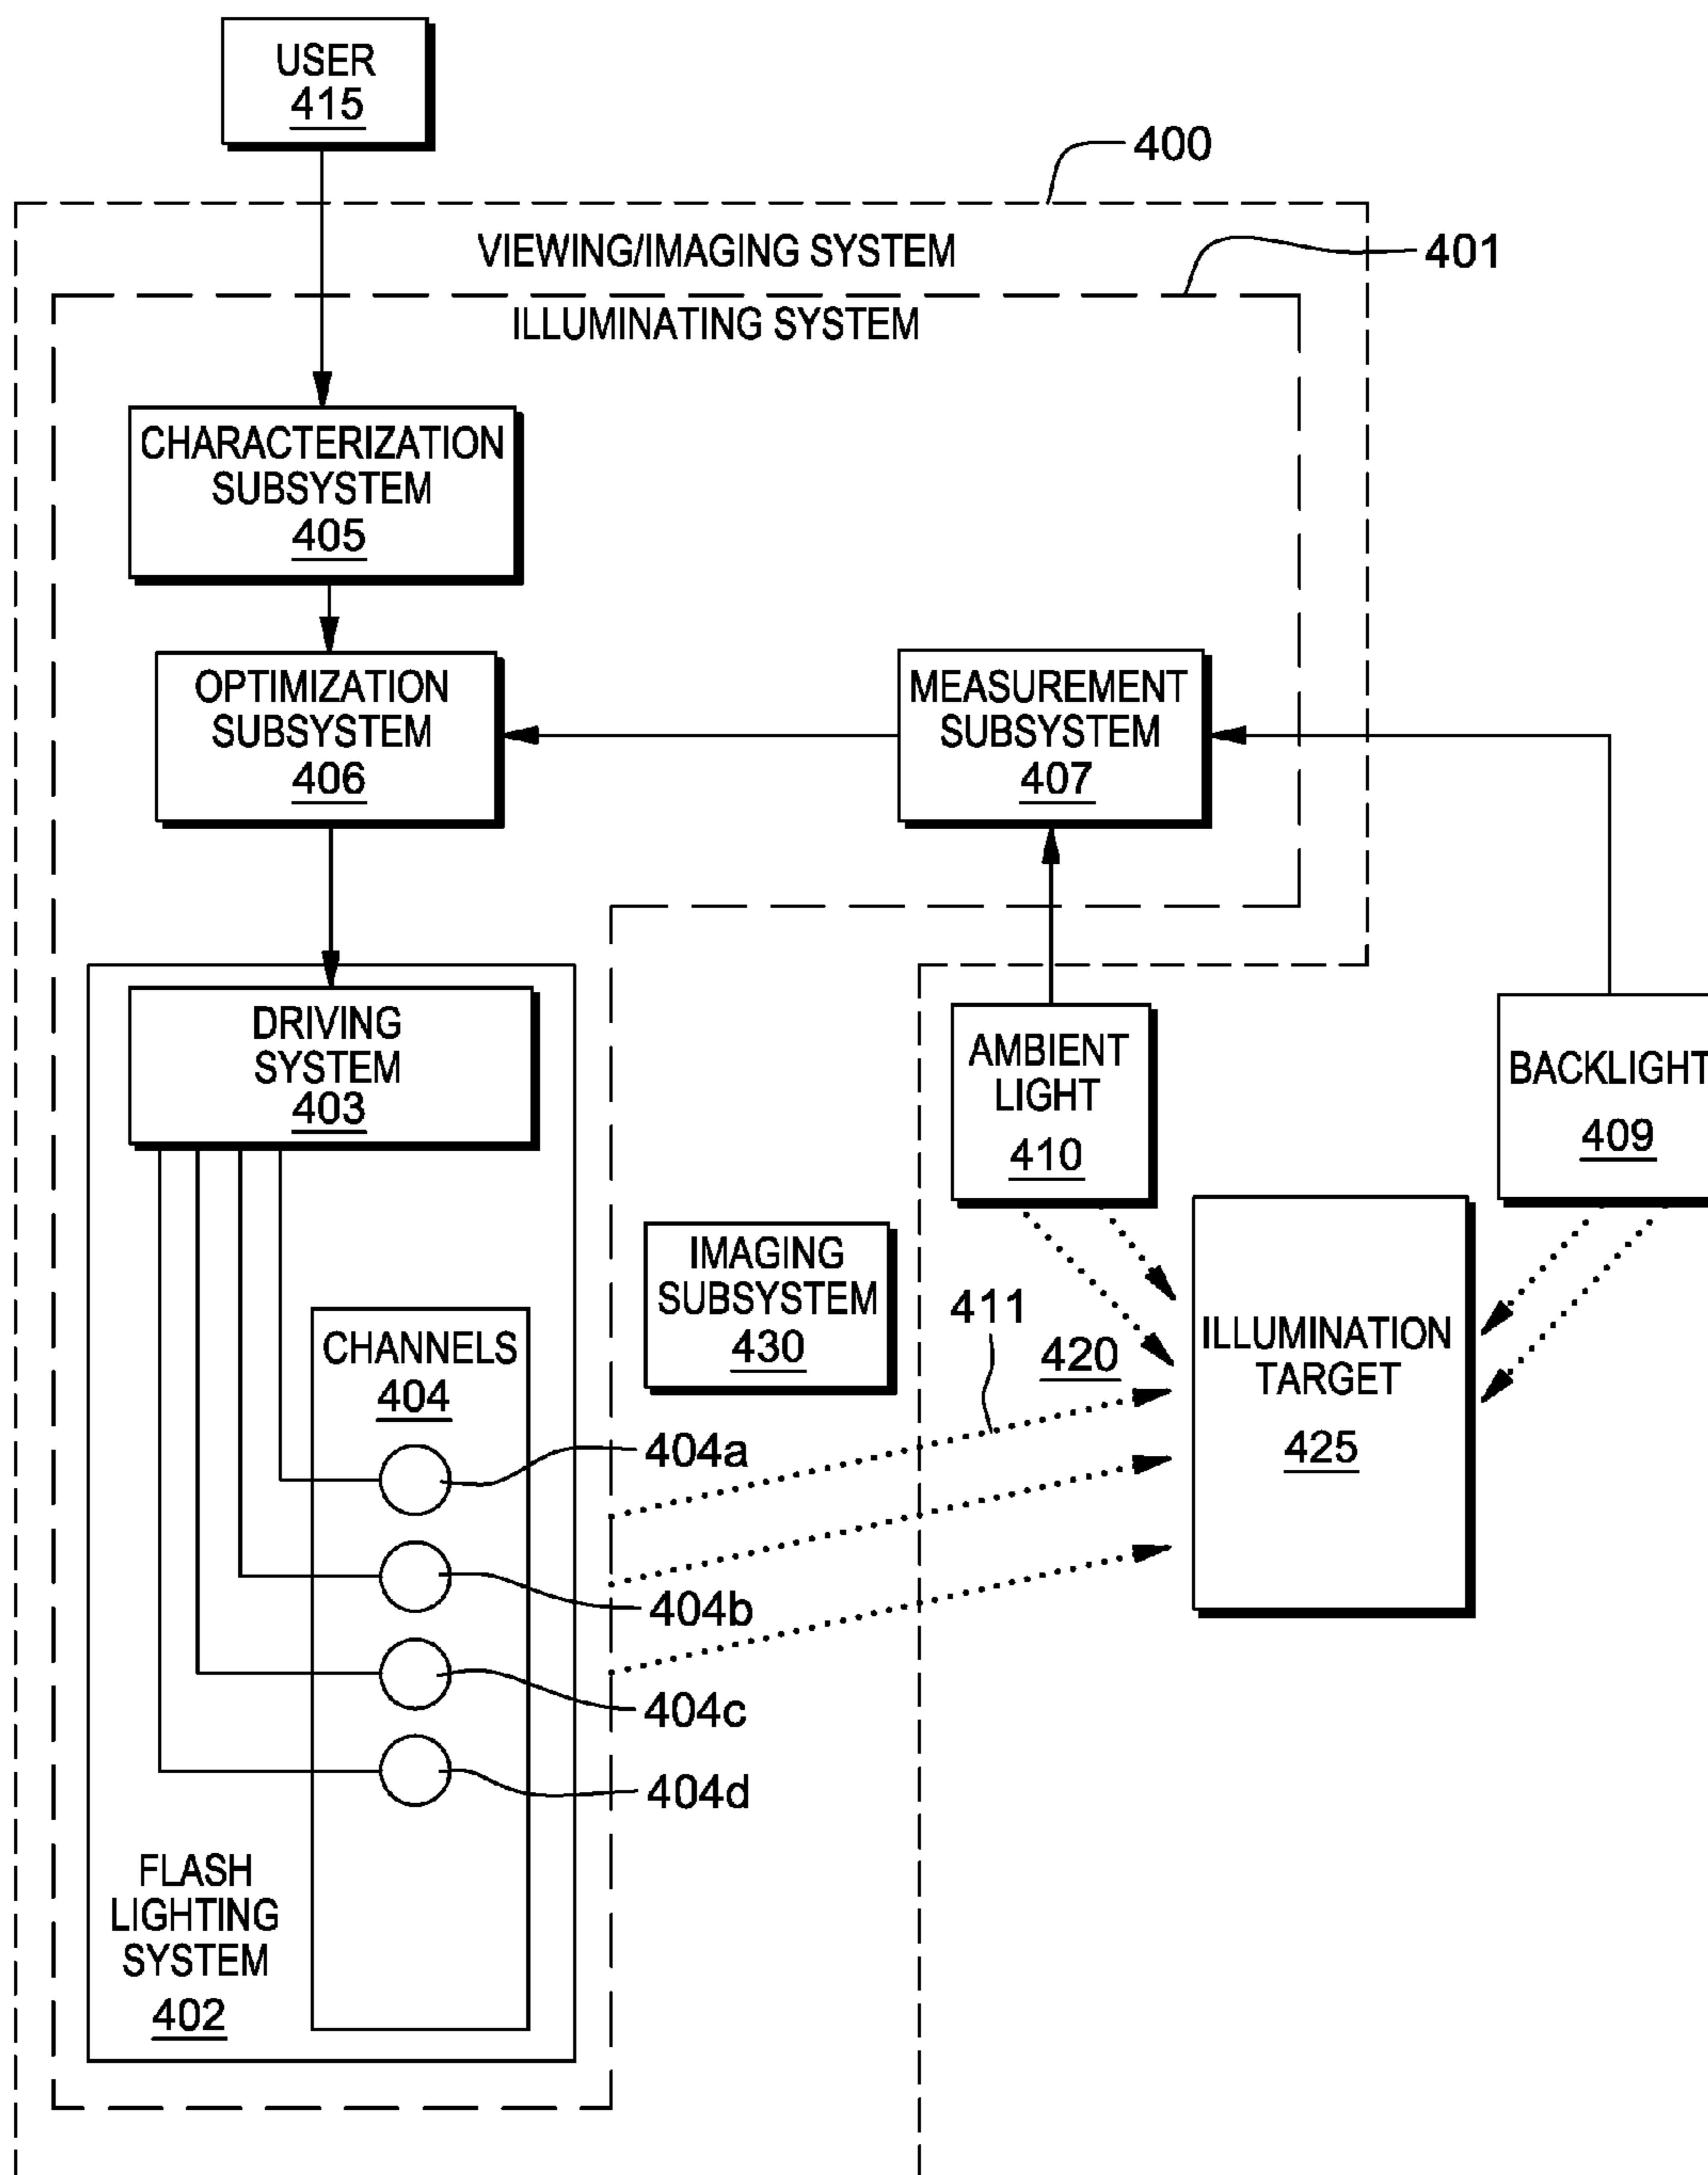 USER
415
400
VIEWING/IMAGING SYSTEM
401
ILLUMINATING SYSTEM
CHARACTERIZATION
SUBSYSTEM
405
OPTIMIZATION
SUBSYSTEM
406
MEASUREMENT
SUBSYSTEM
407
DRIVING
SYSTEM
403
AMBIENT
LIGHT
410
BACKLIGHT
409
IMAGING
SUBSYSTEM
430
411
420
ILLUMINATION
TARGET
425
CHANNELS
404
404a
404b
404c
404d
FLASH
LIGHTING
SYSTEM
402